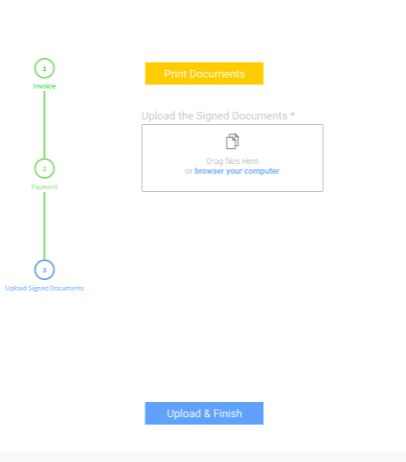 1
Invoice
2
Payment
3
Upload Signed Documents
Print Documents
Upload the Signed Documents *
Drag files Here
or browser your computer
Upload & Finish